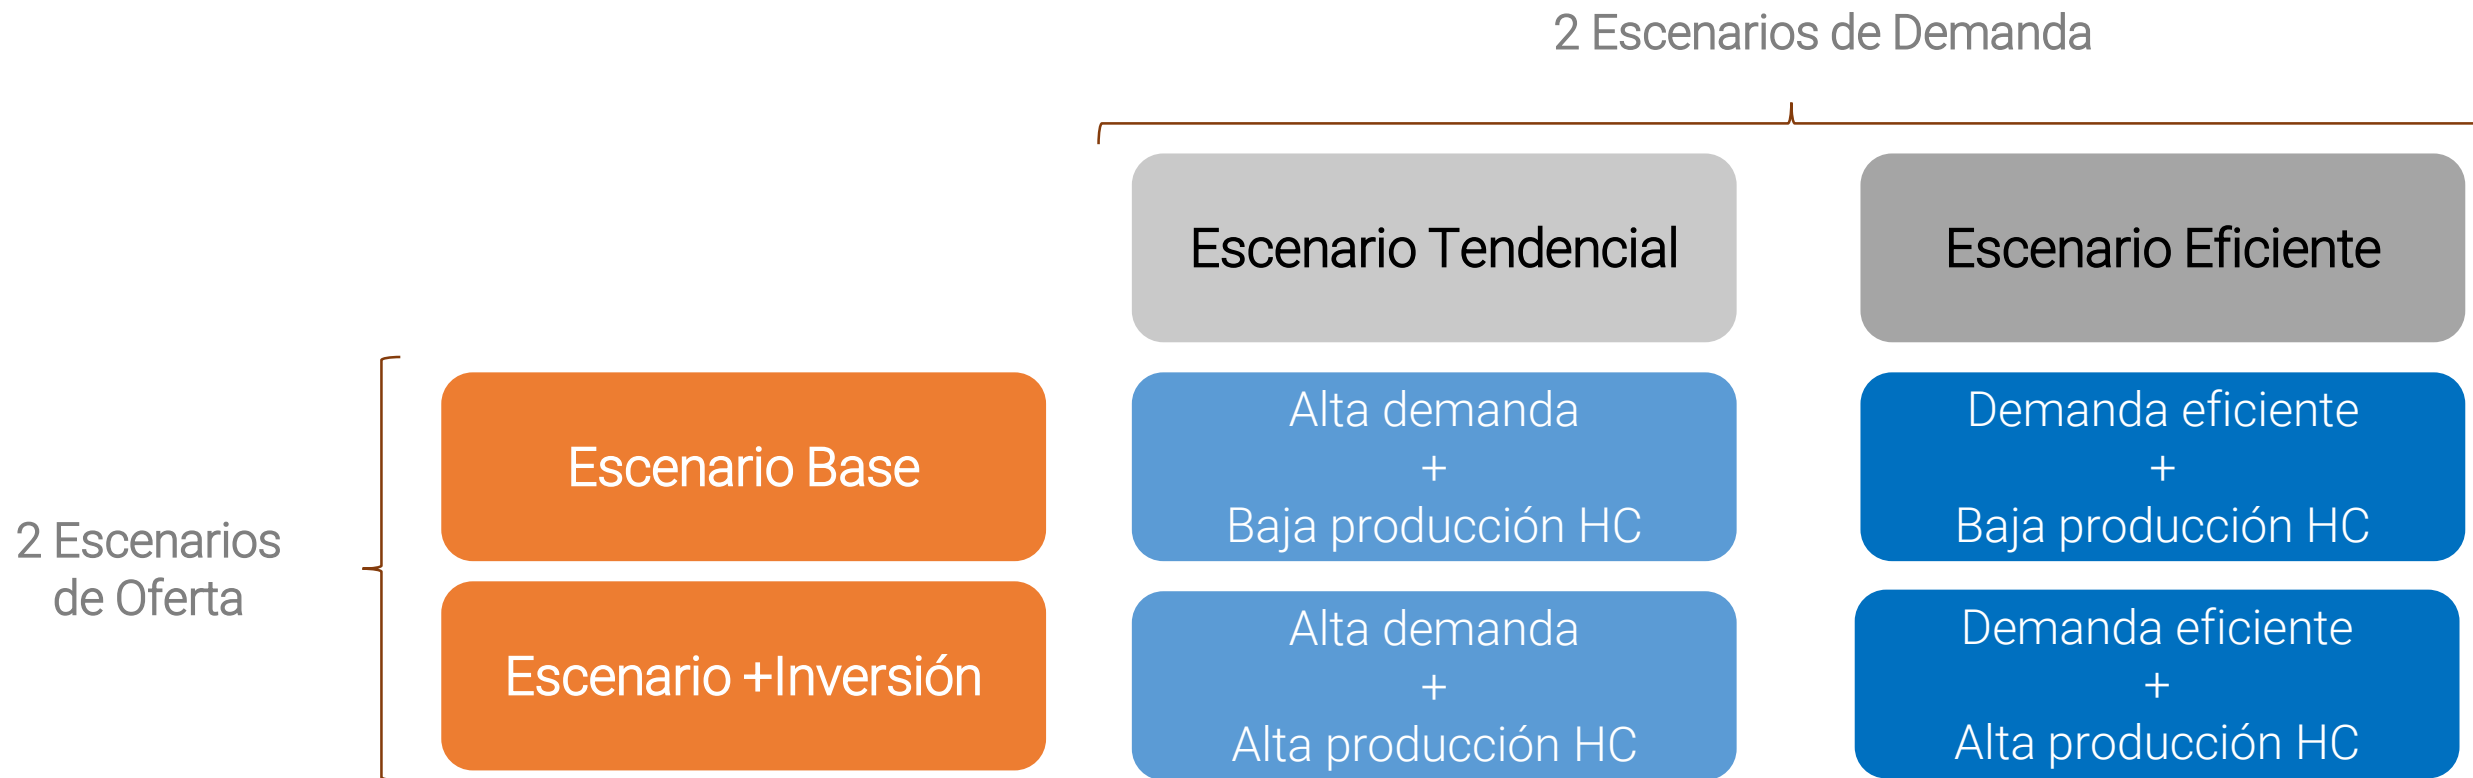 2 Escenarios de Demanda
Escenario Tendencial
Escenario Eficiente
2 Escenarios
de Oferta
Escenario Base
Alta demanda
+
Baja producción HC
Demanda eficiente
+
Baja producción HC
Escenario +Inversión
Alta demanda
+
Alta producción HC
Demanda eficiente
+
Alta producción HC